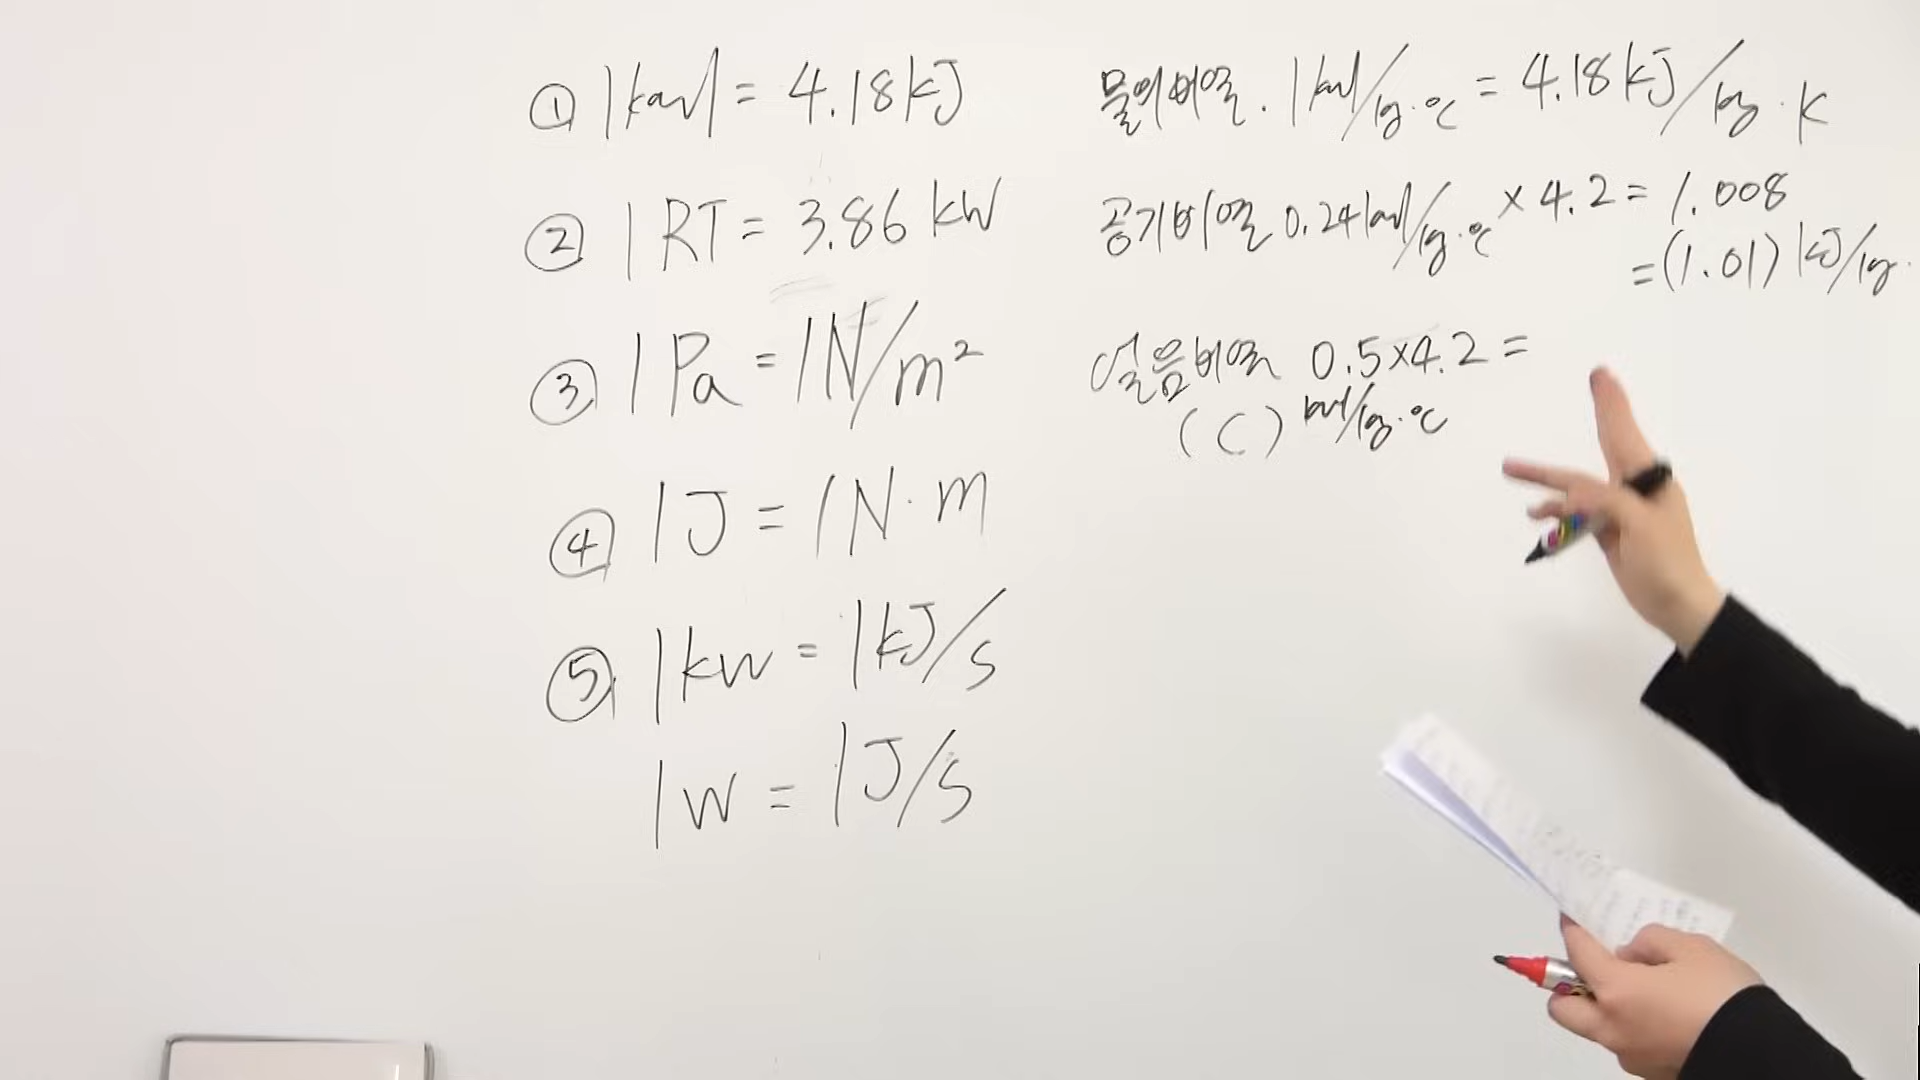 ① 1kcal = 4.18kJ
② 1RT = 3.86 kW
③ 1Pa = 1N/m²
④ 1J = 1N·m
⑤ 1kW = 1kJ/s
1W = 1J/s
물의비열. 1kcal/kg·℃ = 4.18kJ/kg·K
공기비열 0.24kcal/kg·℃ × 4.2 = 1.008
= (1.01) kJ/kg·
얼음비열 0.5×4.2 =
(C) kcal/kg·℃